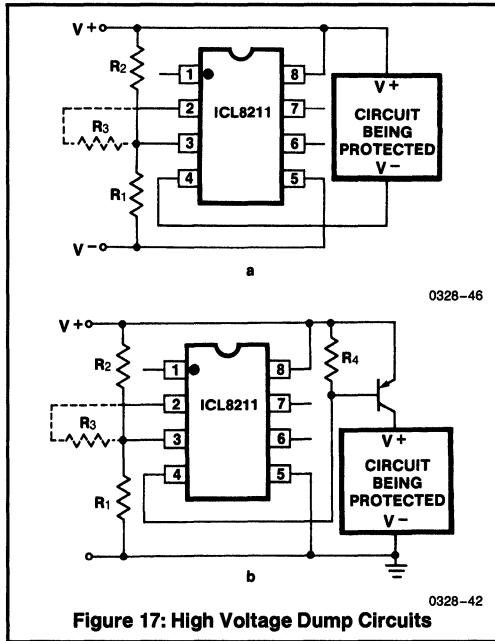 V+
R2
1
8
2
ICL8211
7
R3
3
6
R1
4
5
V−
V+
CIRCUIT
BEING
PROTECTED
V−
a
0328-46
V+
R2
1
8
R4
2
ICL8211
7
R3
3
6
R1
4
5
V+
CIRCUIT
BEING
PROTECTED
V−
b
0328-42
Figure 17: High Voltage Dump Circuits